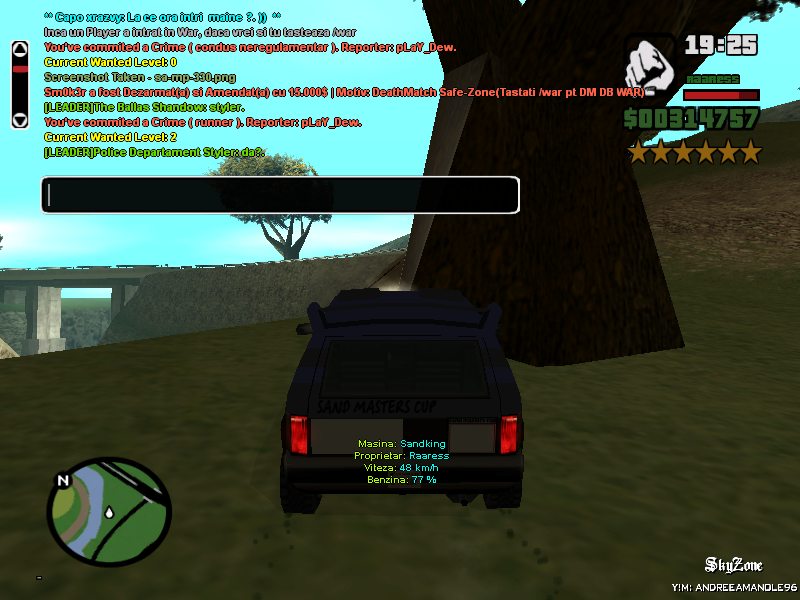 ** Capo xrazvy: La ce ora intri  maine ?. ))  **
Inca un Player a intrat in War, daca vrei si tu tasteaza /war
You've commited a Crime ( condus neregulamentar ). Reporter: pLaY_Dew.
Current Wanted Level: 0
Screenshot Taken - sa-mp-390.png
Sm0k3r a fost Dezarmat(a) si Amendat(a) cu 15.000$ | Motiv: DeathMatch Safe-Zone(Tastati /war pt DM DB WAR)
[LEADER]The Ballas Shandow: styler.
You've commited a Crime ( runner ). Reporter: pLaY_Dew.
Current Wanted Level: 2
[LEADER]Police Departament Styler: da?.
19:25
Raaress
$00314757
SAND MASTERS CUP
Masina: Sandking
Proprietar: Raaress
Viteza: 48 km/h
Benzina: 77 %
N
SkyZone
Y!M: ANDREEAMANOLE96